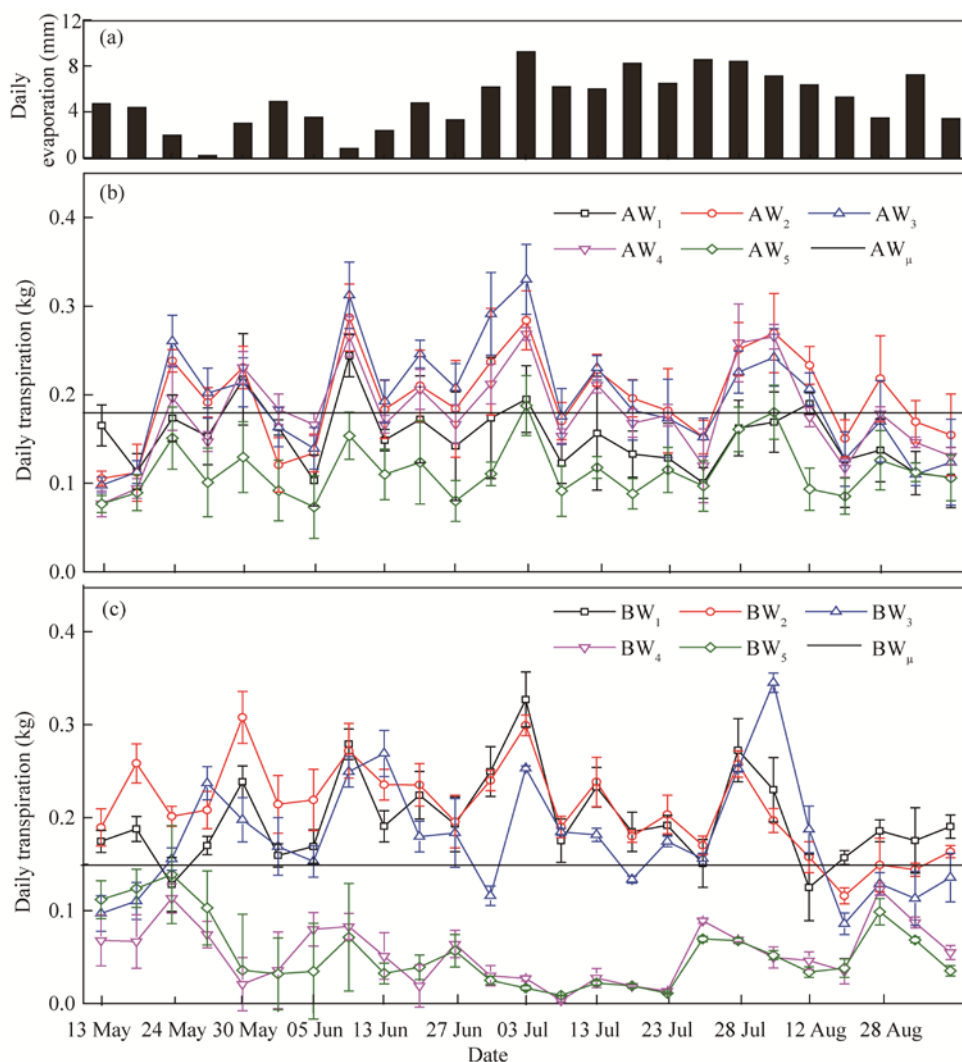 (a)
Daily
evaporation (mm)
12
8
4
0
(b)
AW₁ AW₂ AW₃
AW₄ AW₅ AWμ
Daily transpiration (kg)
0.4
0.3
0.2
0.1
0.0
(c)
BW₁ BW₂ BW₃
BW₄ BW₅ BWμ
Daily transpiration (kg)
0.4
0.3
0.2
0.1
0.0
13 May 24 May 30 May 05 Jun 13 Jun 27 Jun 03 Jul 13 Jul 23 Jul 28 Jul 12 Aug 28 Aug
Date